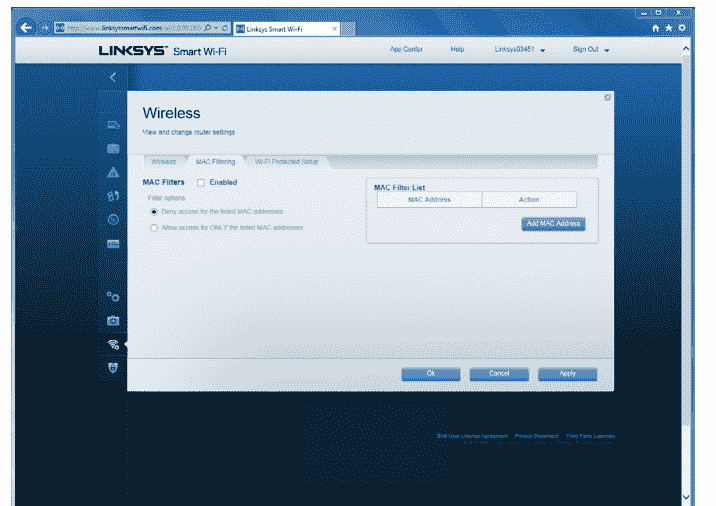 www.linksyssmartwifi.com
Linksys Smart Wi-Fi
LINKSYS Smart Wi-Fi
App Center Help Linksys03451 Sign Out
Wireless
View and change router settings
Wireless MAC Filtering Wi-Fi Protected Setup
MAC Filters Enabled
Filter options
Deny access for the listed MAC addresses
Allow access for ONLY the listed MAC addresses
MAC Filter List
MAC Address Action
Add MAC Address
Ok Cancel Apply
End User License Agreement Privacy Statement Third Party Licenses